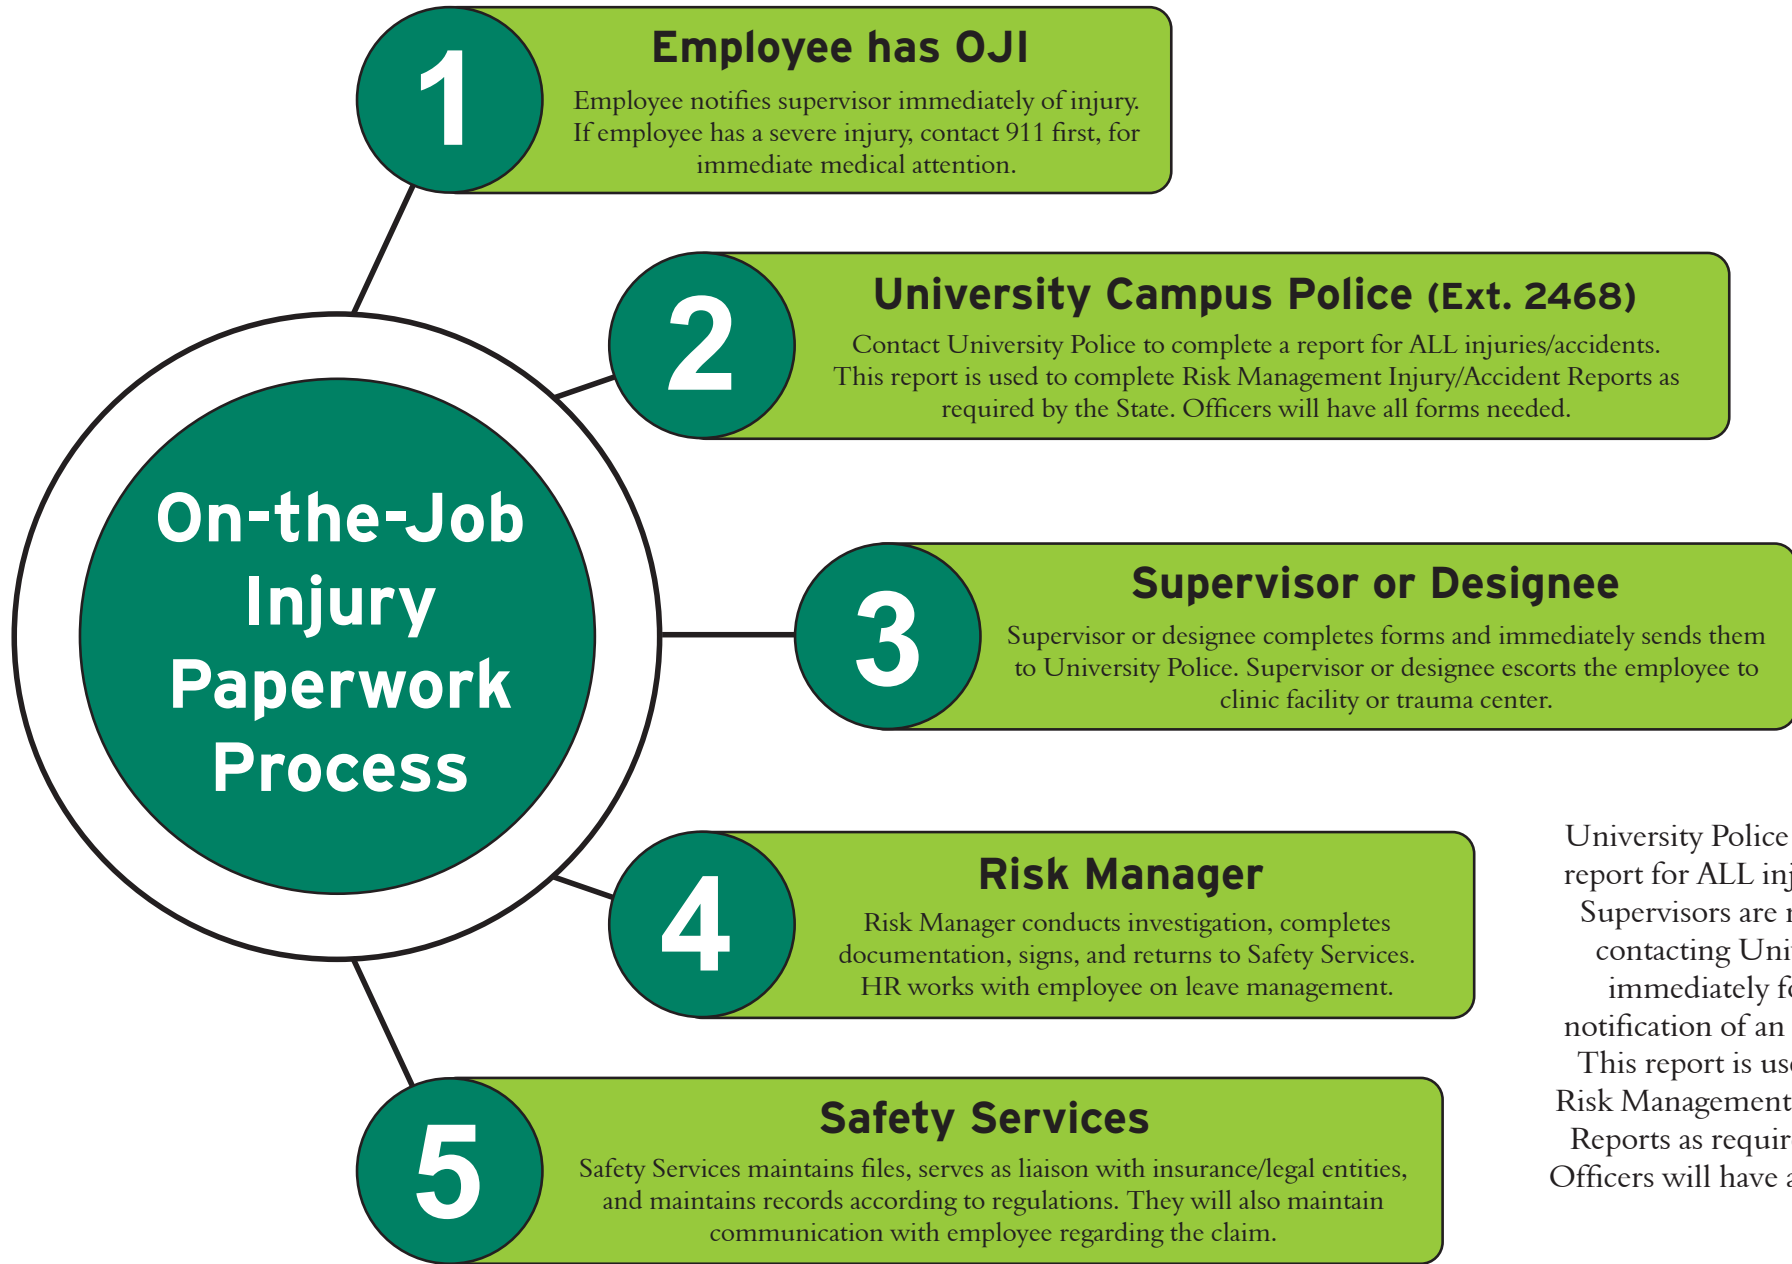 On-the-Job
Injury
Paperwork
Process
1
Employee has OJI
Employee notifies supervisor immediately of injury.
If employee has a severe injury, contact 911 first, for
immediate medical attention.
2
University Campus Police (Ext. 2468)
Contact University Police to complete a report for ALL injuries/accidents.
This report is used to complete Risk Management Injury/Accident Reports as
required by the State. Officers will have all forms needed.
3
Supervisor or Designee
Supervisor or designee completes forms and immediately sends them
to University Police. Supervisor or designee escorts the employee to
clinic facility or trauma center.
4
Risk Manager
Risk Manager conducts investigation, completes
documentation, signs, and returns to Safety Services.
HR works with employee on leave management.
5
Safety Services
Safety Services maintains files, serves as liaison with insurance/legal entities,
and maintains records according to regulations. They will also maintain
communication with employee regarding the claim.
University Police
report for ALL
Supervisors are
contacting
immediately
notification of an
This report is
Risk Management
Reports as
Officers will have